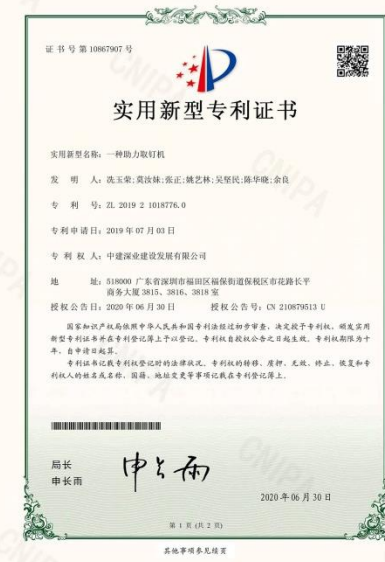 证书号第10867907号
实用新型专利证书
实用新型名称：一种助力取钉机
发 明 人：冼玉荣;莫汝妹;张正;姚艺林;吴坚民;陈华晓;余良
专 利 号：ZL 2019 2 1018776.0
专利申请日：2019年07月03日
专 利 权 人：中建深业建设发展有限公司
地 址：518000 广东省深圳市福田区福保街道保税区市花路长平
商务大厦3815、3816、3818室
授权公告日：2020年06月30日 授权公告号：CN 210879513 U
国家知识产权局依照中华人民共和国专利法经过初步审查，决定授予专利权，颁发实用
新型专利证书并在专利登记簿上予以登记。专利权自授权公告之日起生效。专利权期限为十
年，自申请日起算。
专利证书记载专利权登记时的法律状况。专利权的转移、质押、无效、终止、恢复和专
利权人的姓名或名称、国籍、地址变更等事项记载在专利登记簿上。
局长
申长雨
申长雨
2020年06月30日
第 1 页 (共 2 页)
其他事项参见续页
CNIPA
CNIPA
CNIPA